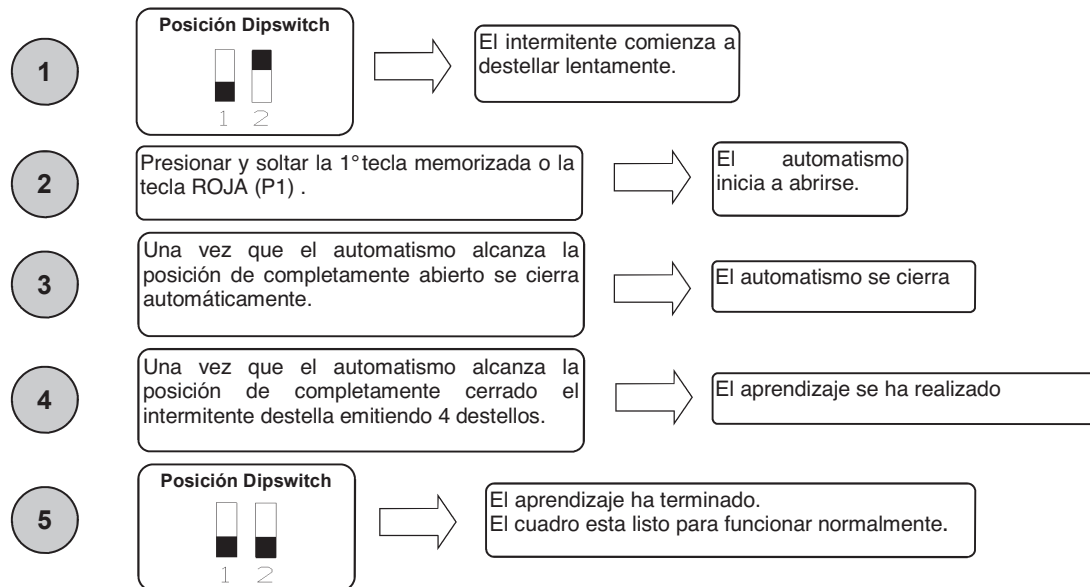 1
Posición Dipswitch
1 2
El intermitente comienza a
destellar lentamente.
2
Presionar y soltar la 1° tecla memorizada o la
tecla ROJA (P1) .
El automatismo
inicia a abrirse.
3
Una vez que el automatismo alcanza la
posición de completamente abierto se cierra
automáticamente.
El automatismo se cierra
4
Una vez que el automatismo alcanza la
posición de completamente cerrado el
intermitente destella emitiendo 4 destellos.
El aprendizaje se ha realizado
5
Posición Dipswitch
1 2
El aprendizaje ha terminado.
El cuadro esta listo para funcionar normalmente.